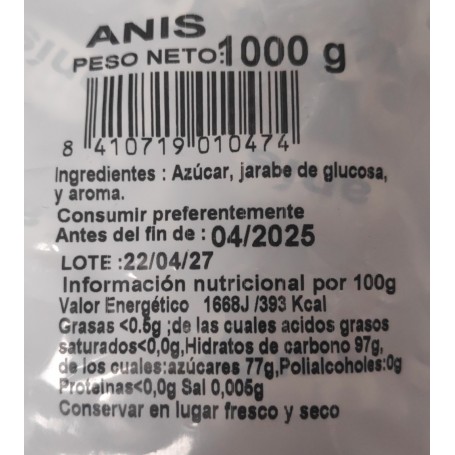 ANIS
PESO NETO:1000 g
8 410719 010474
Ingredientes : Azúcar, jarabe de glucosa,
y aroma.
Consumir preferentemente
Antes del fin de : 04/2025
LOTE :22/04/27
Información nutricional por 100g
Valor Energético 1668J /393 Kcal
Grasas <0.5g ;de las cuales acidos grasos
saturados<0,0g,Hidratos de carbono 97g,
de los cuales:azúcares 77g,Polialcoholes:0g
Proteinas<0,0g Sal 0,005g
Conservar en lugar fresco y seco